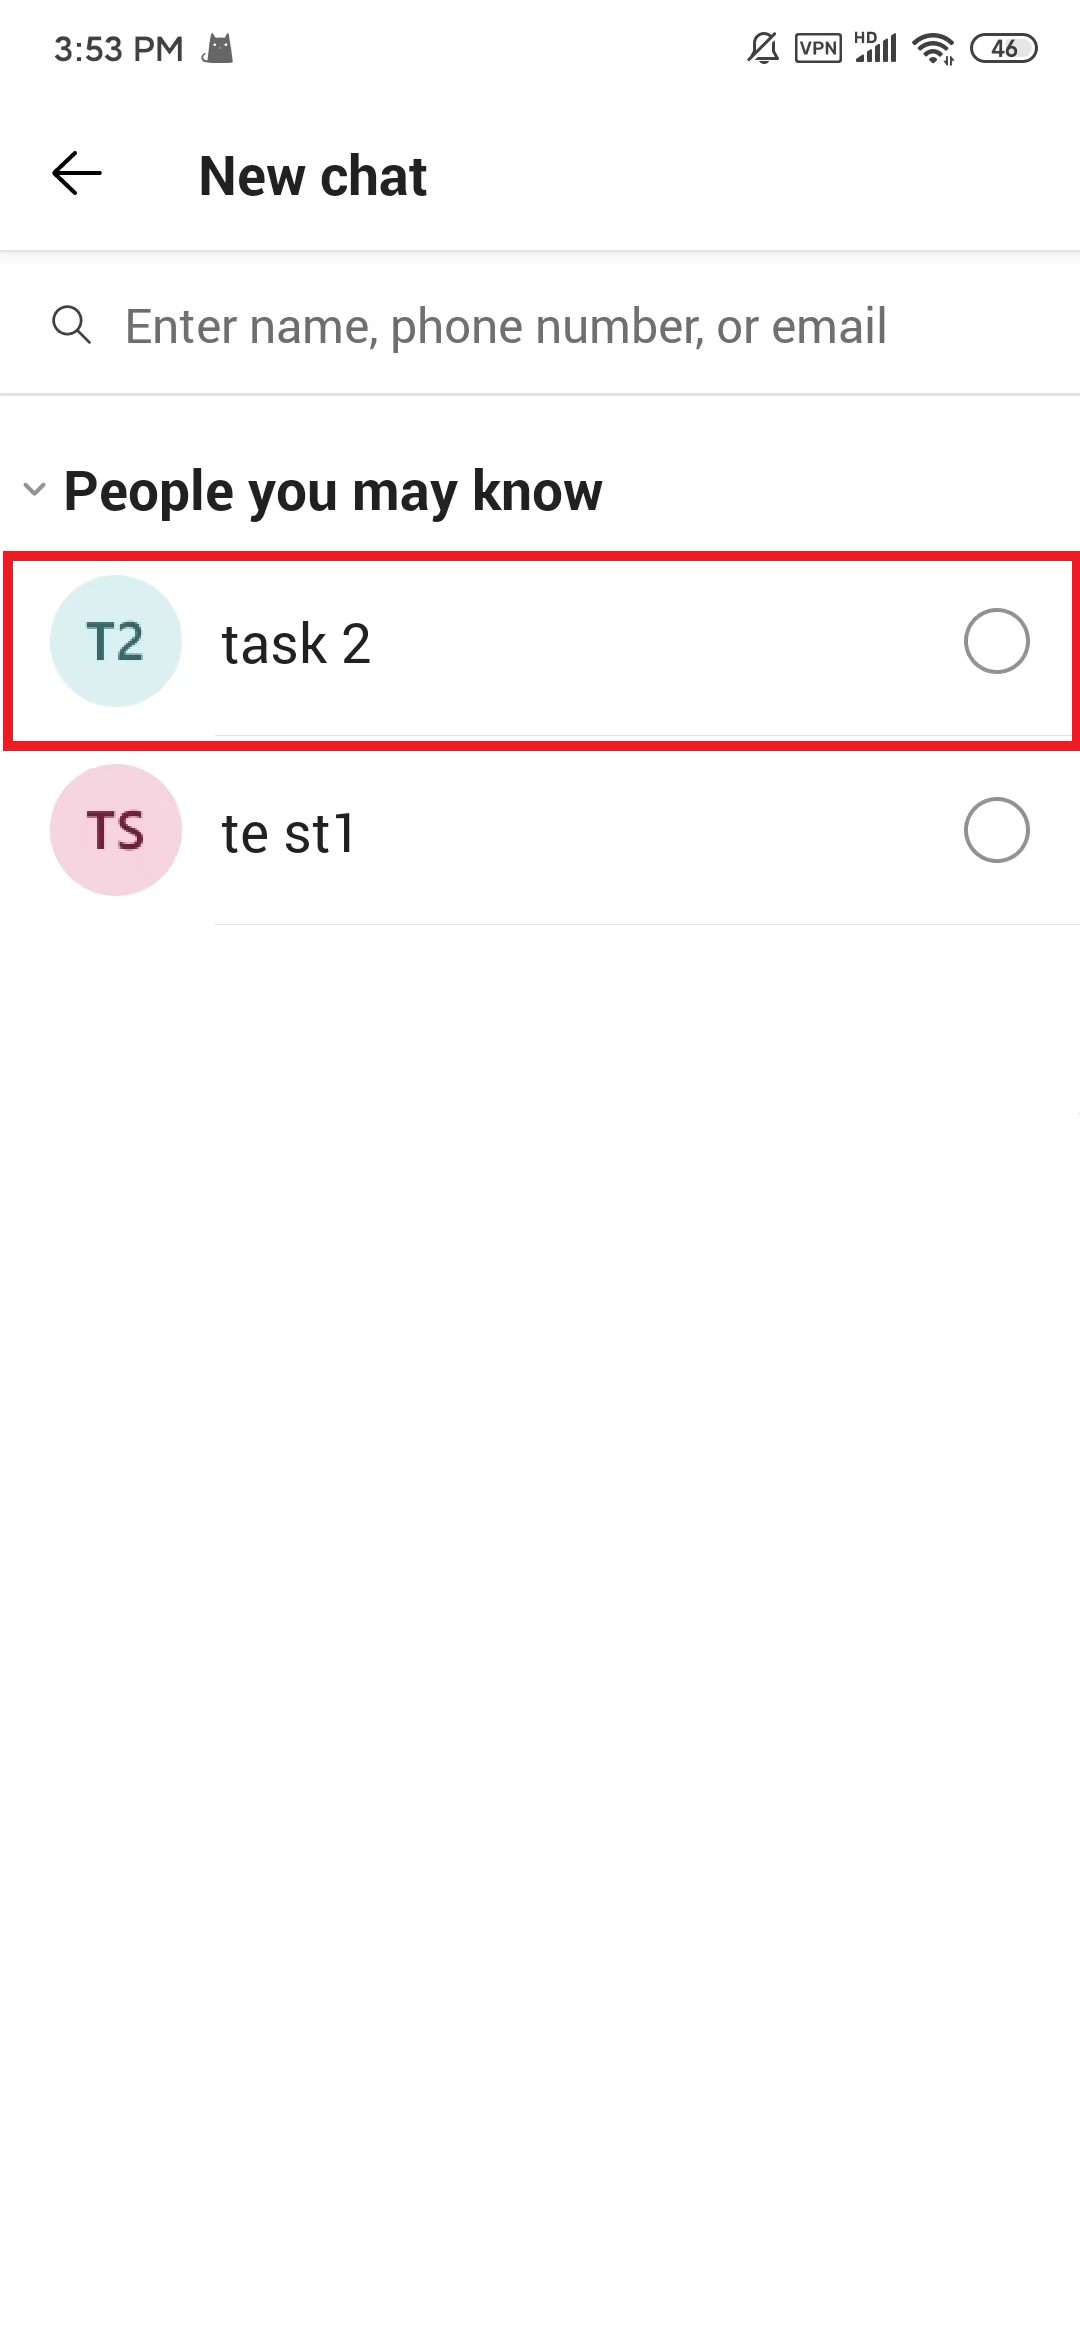 3:53 PM
VPN HD 46
New chat
Enter name, phone number, or email
People you may know
T2 task 2
TS te st1